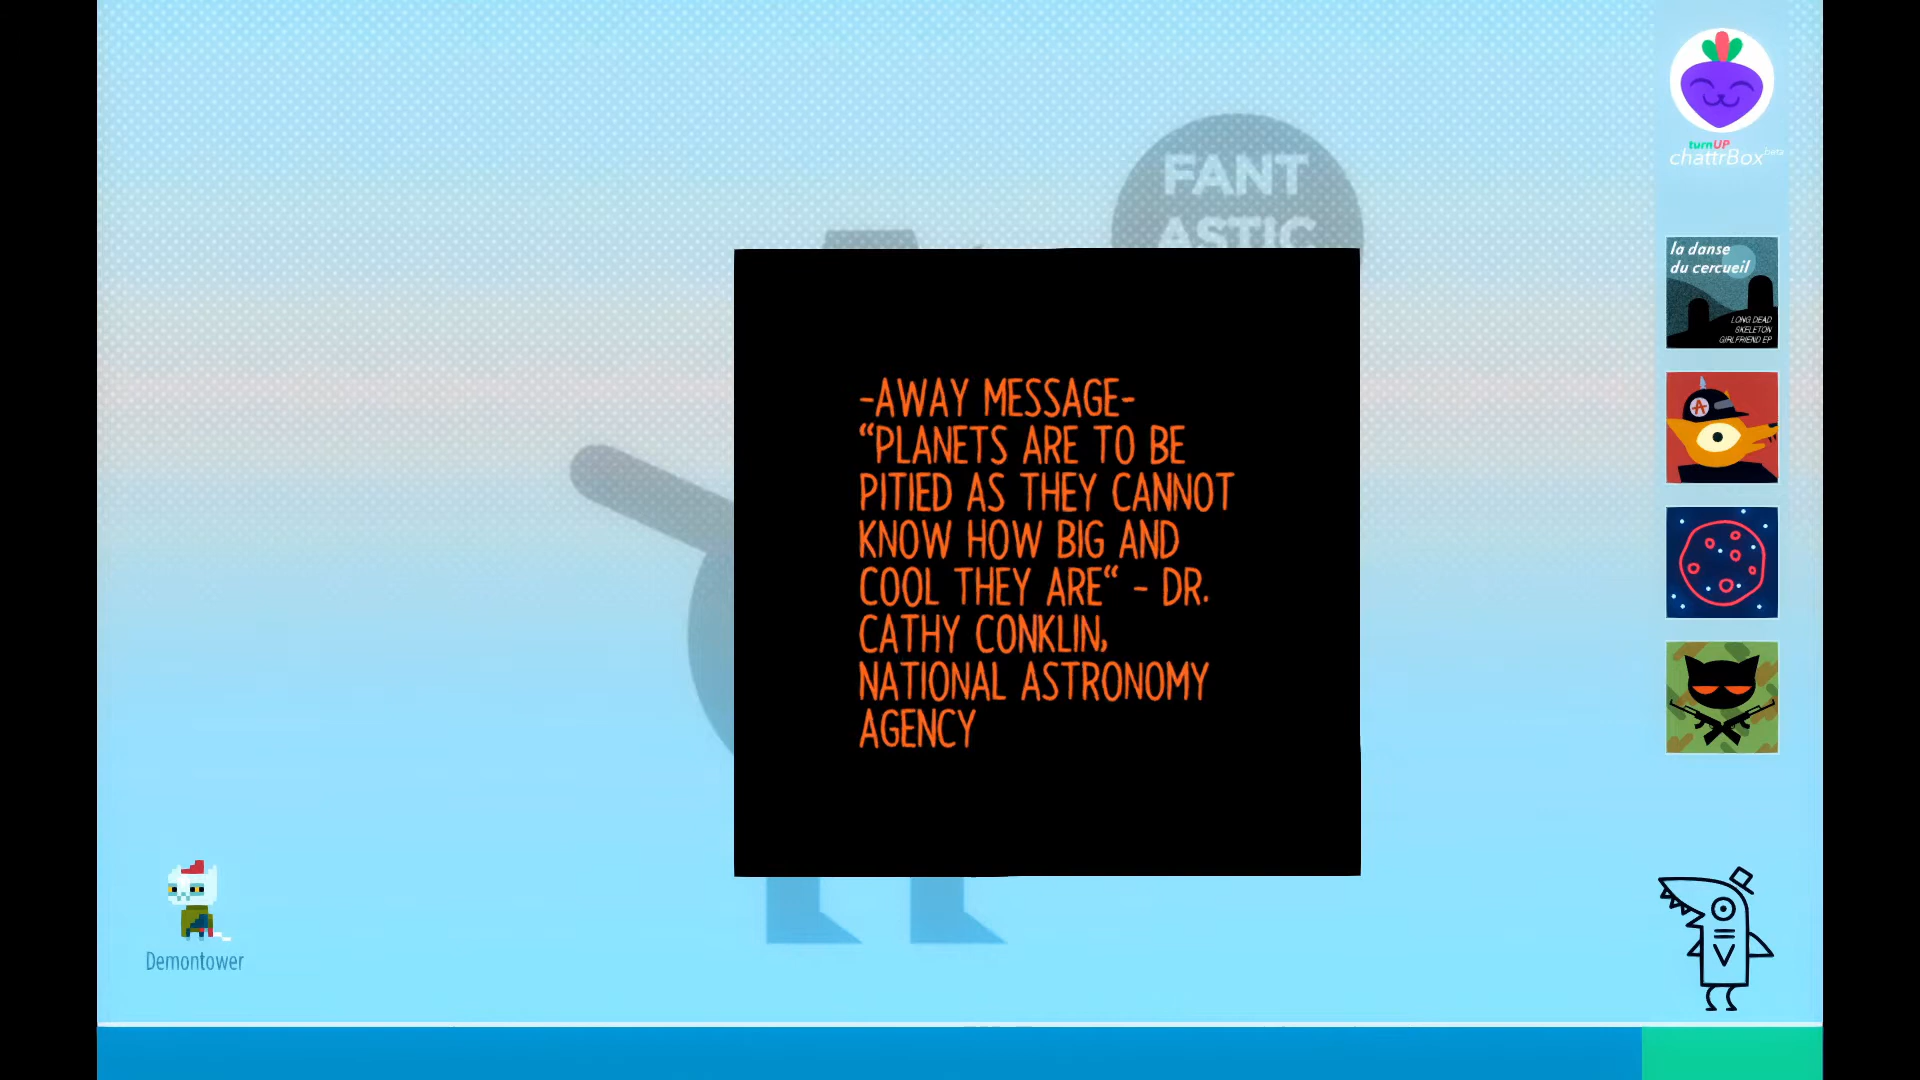 FANT
ASTIC
turnUP
chattrBox beta
la danse
du cercueil
LONG DEAD
SKELETON
GIRLFRIEND EP
A
-AWAY MESSAGE-
“PLANETS ARE TO BE
PITIED AS THEY CANNOT
KNOW HOW BIG AND
COOL THEY ARE“ - DR.
CATHY CONKLIN,
NATIONAL ASTRONOMY
AGENCY
Demontower